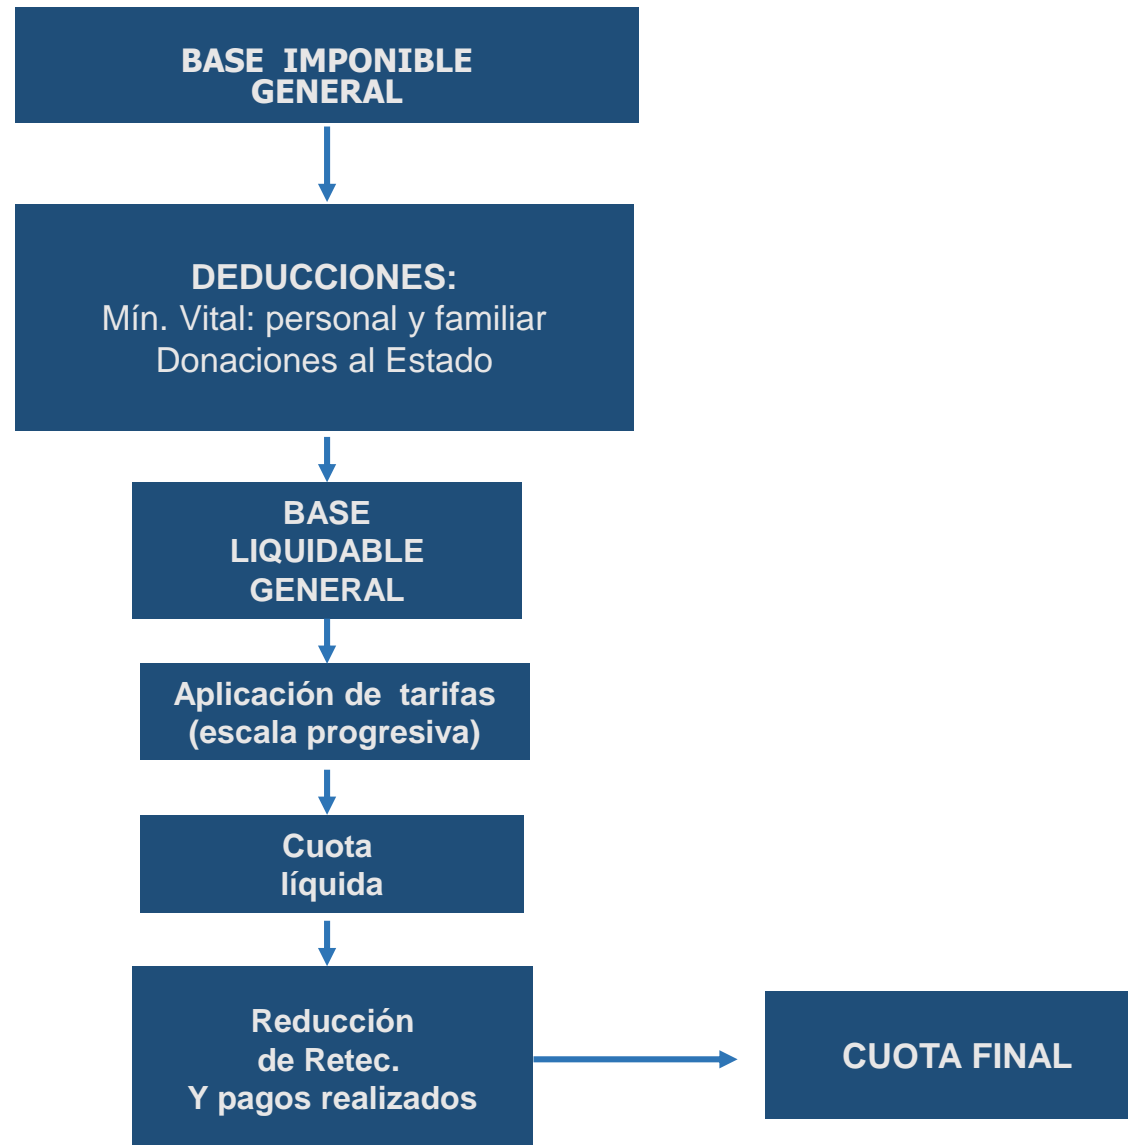 BASE IMPONIBLE
GENERAL
DEDUCCIONES:
Mín. Vital: personal y familiar
Donaciones al Estado
BASE
LIQUIDABLE
GENERAL
Aplicación de tarifas
(escala progresiva)
Cuota
líquida
Reducción
de Retec.
Y pagos realizados
CUOTA FINAL